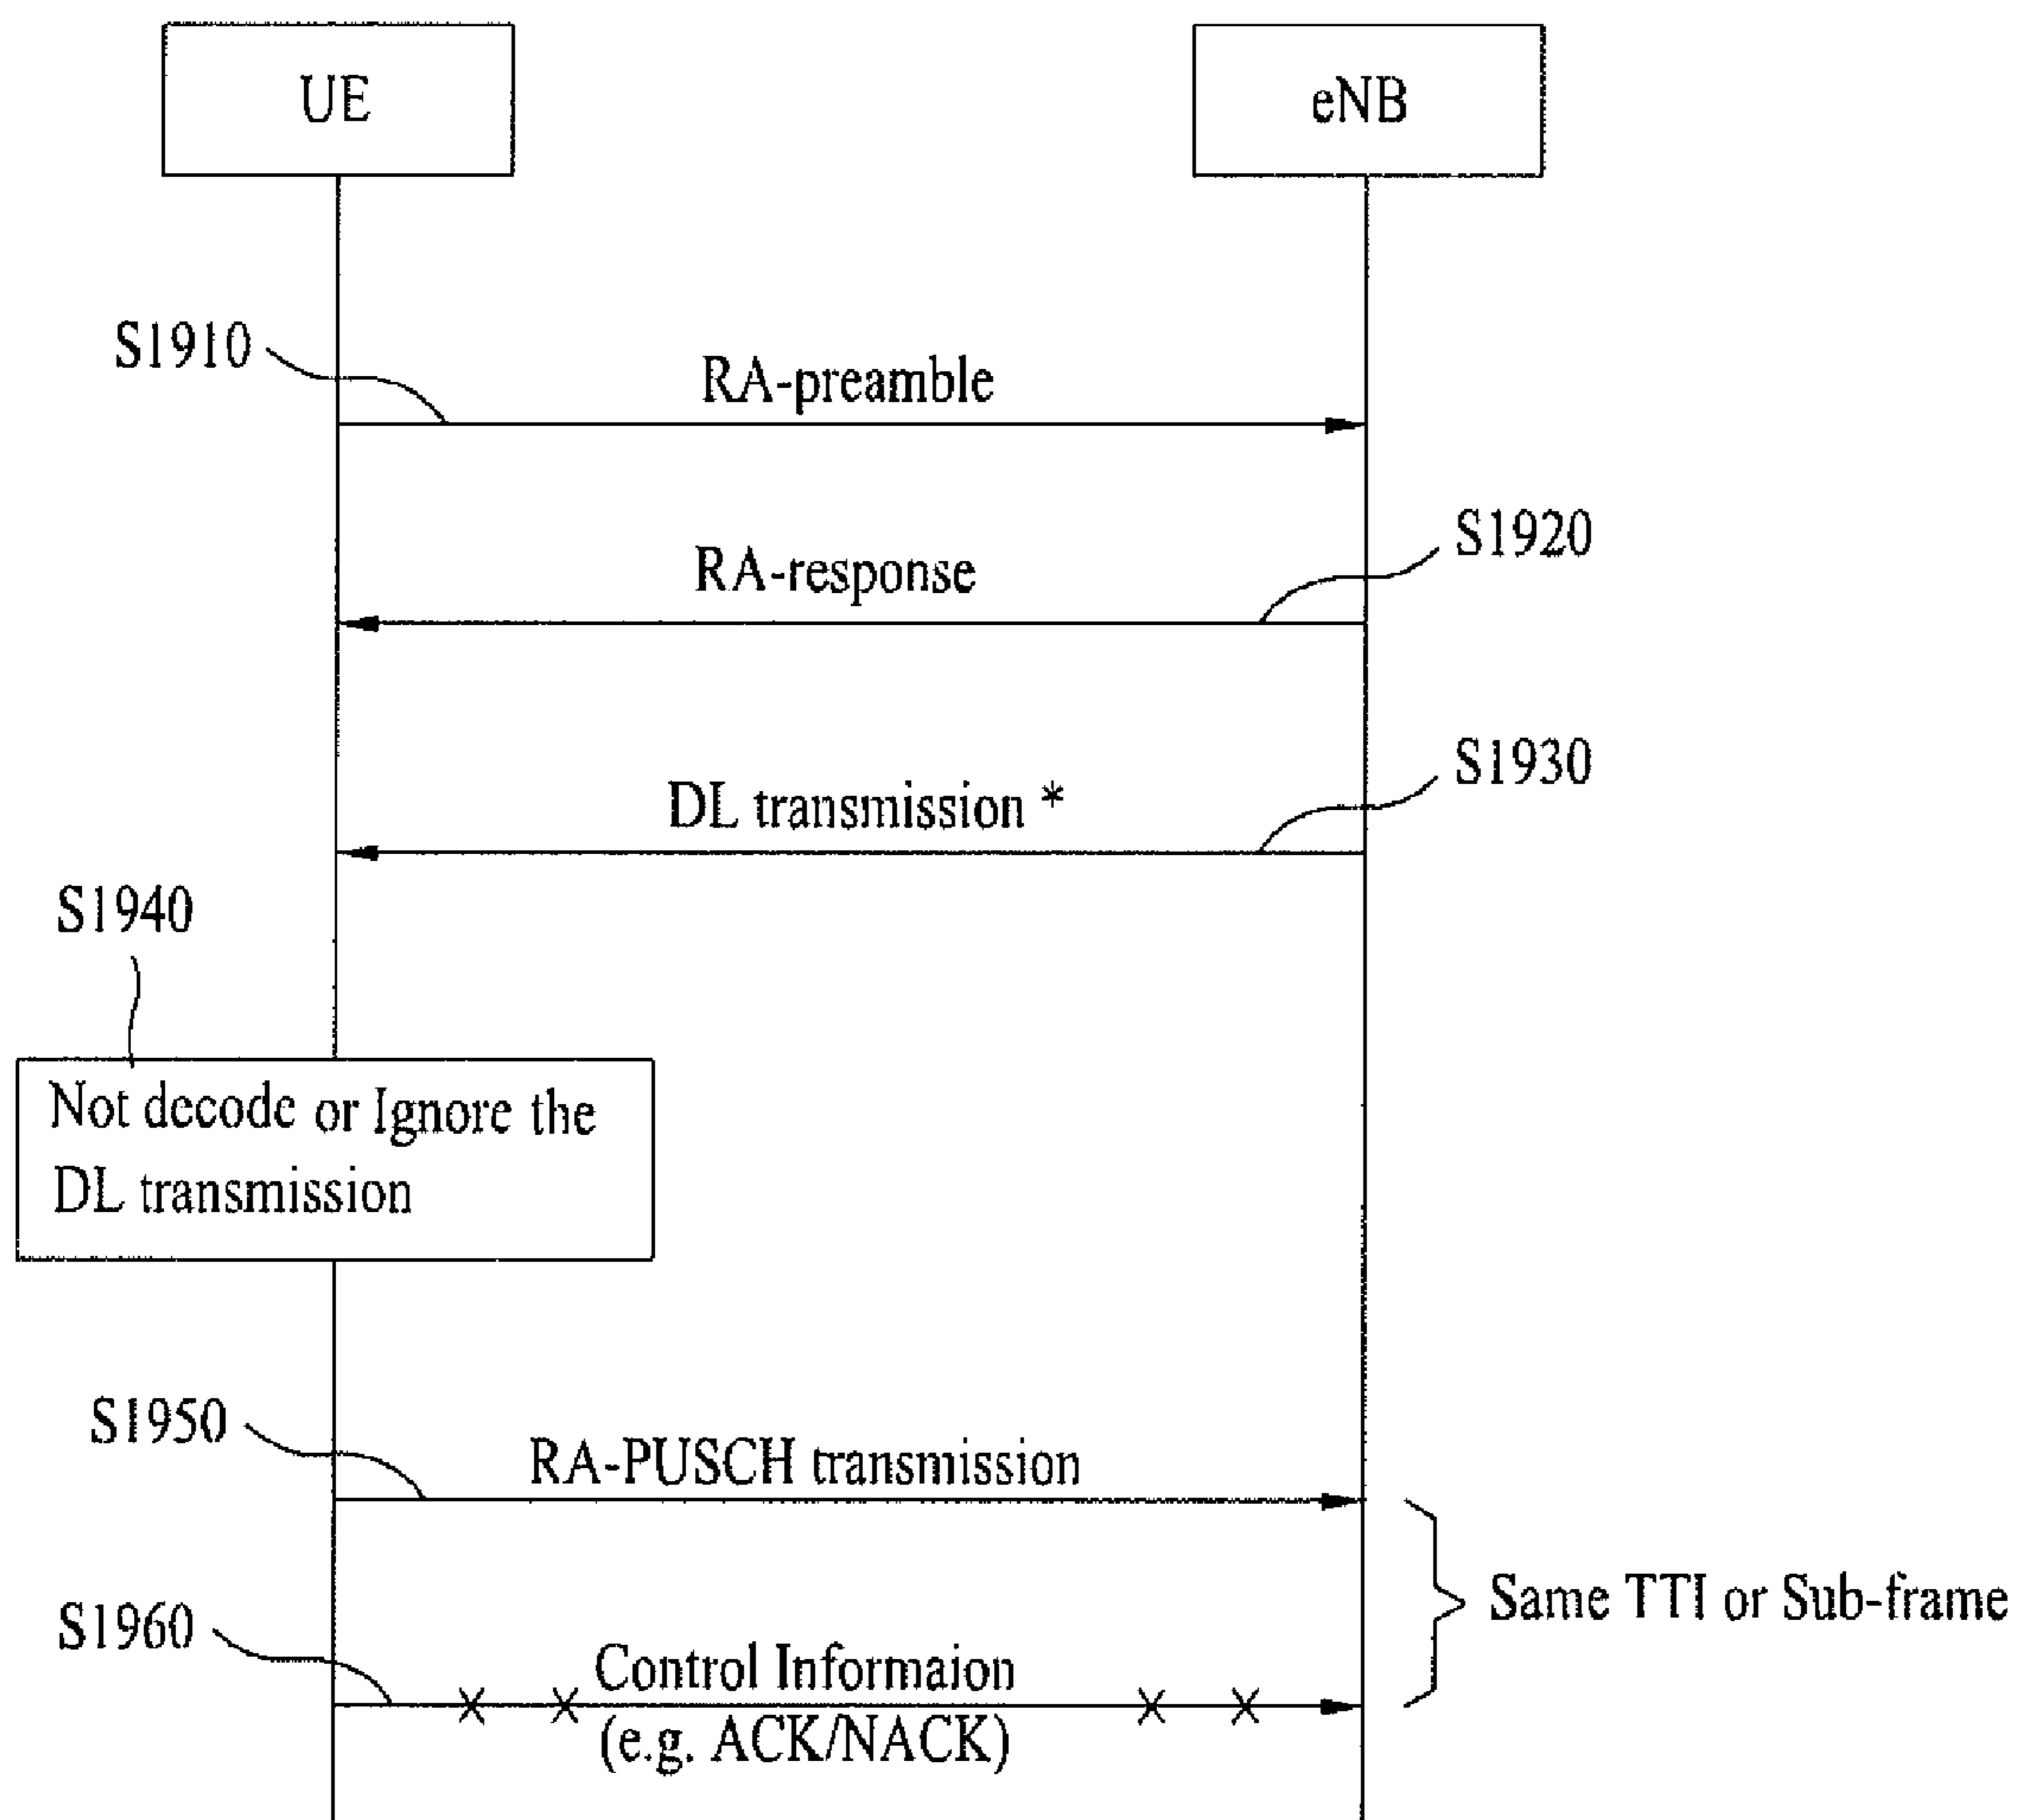 UE
eNB
S1910
RA-preamble
S1920
RA-response
S1930
DL transmission *
S1940
Not decode or Ignore the
DL transmission
S1950
RA-PUSCH transmission
Same TTI or Sub-frame
S1960
Control Informaion
(e.g. ACK/NACK)